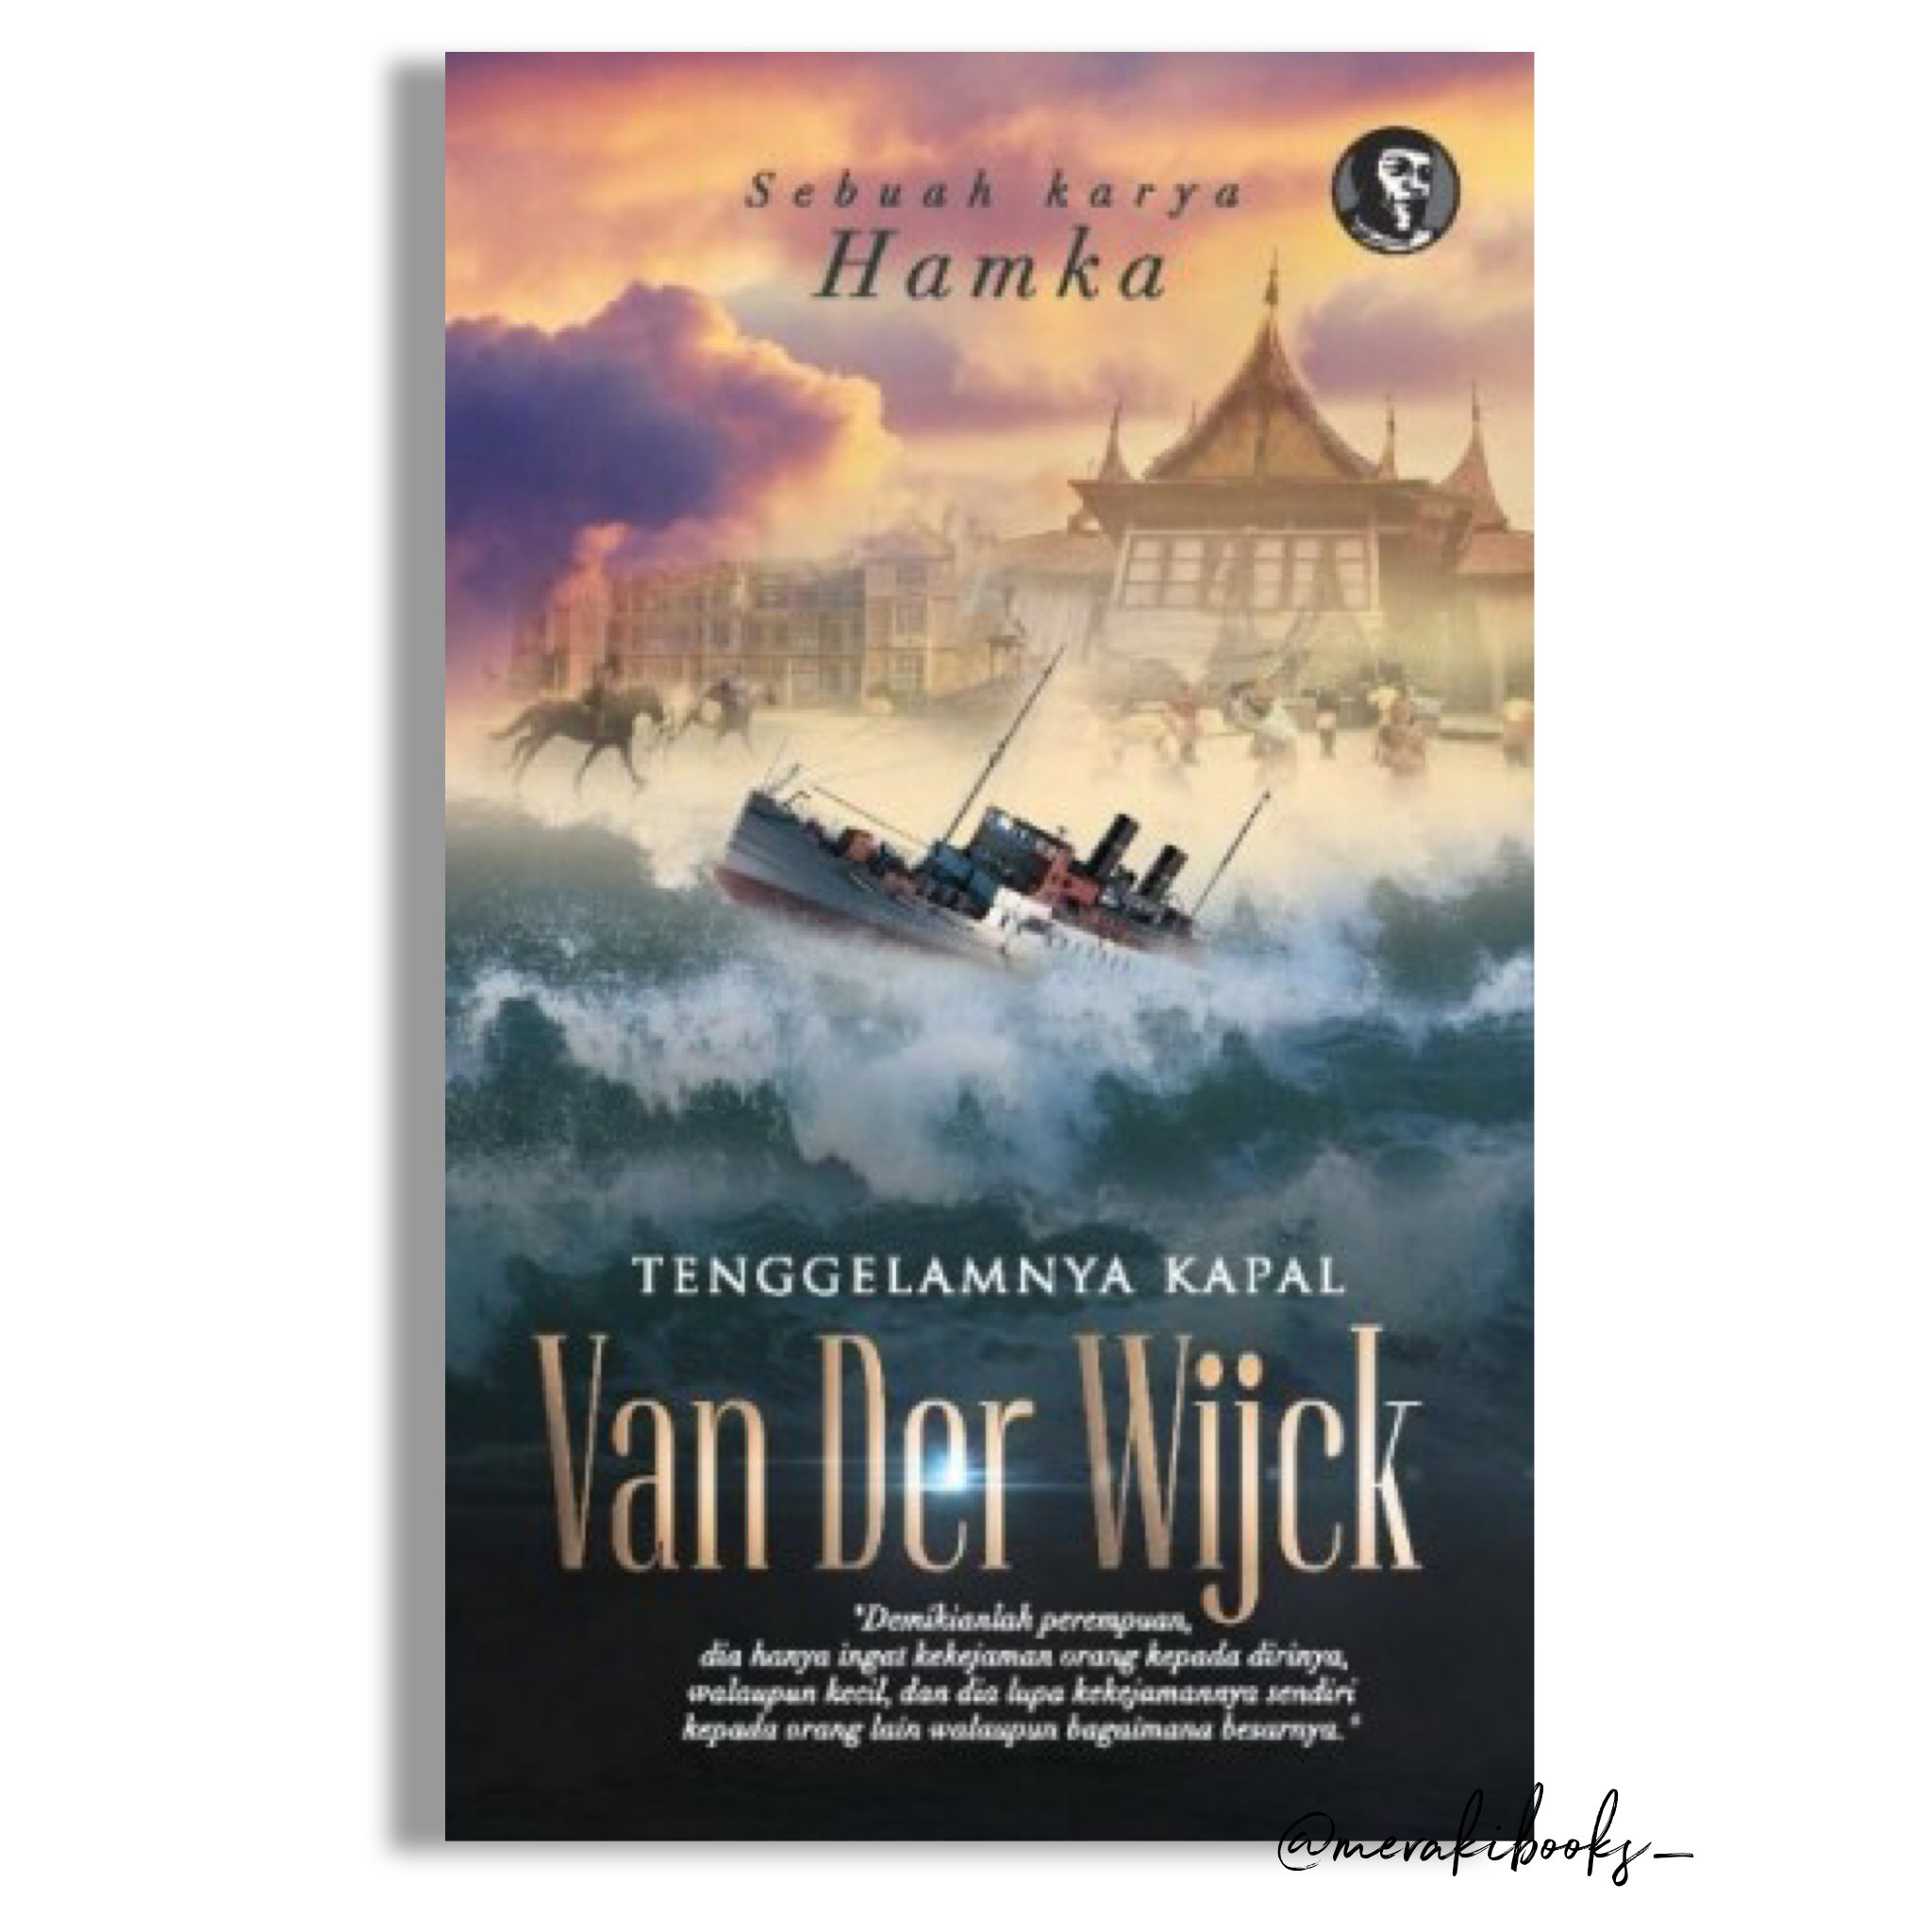 Sebuah karya
Hamka
TENGGELAMNYA KAPAL
Van Der Wijck
"Demikianlah perempuan,
dia hanya ingat kekejaman orang kepada dirinya,
walaupun kecil, dan dia lupa kekejamannya sendiri
kepada orang lain walaupun bagaimana besarnya."
@merakibooks_